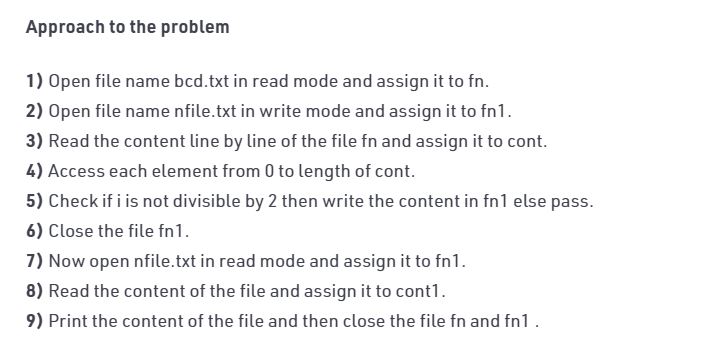 Approach to the problem
1) Open file name bcd.txt in read mode and assign it to fn.
2) Open file name nfile.txt in write mode and assign it to fn1.
3) Read the content line by line of the file fn and assign it to cont.
4) Access each element from 0 to length of cont.
5) Check if i is not divisible by 2 then write the content in fn1 else pass.
6) Close the file fn1.
7) Now open nfile.txt in read mode and assign it to fn1.
8) Read the content of the file and assign it to cont1.
9) Print the content of the file and then close the file fn and fn1 .